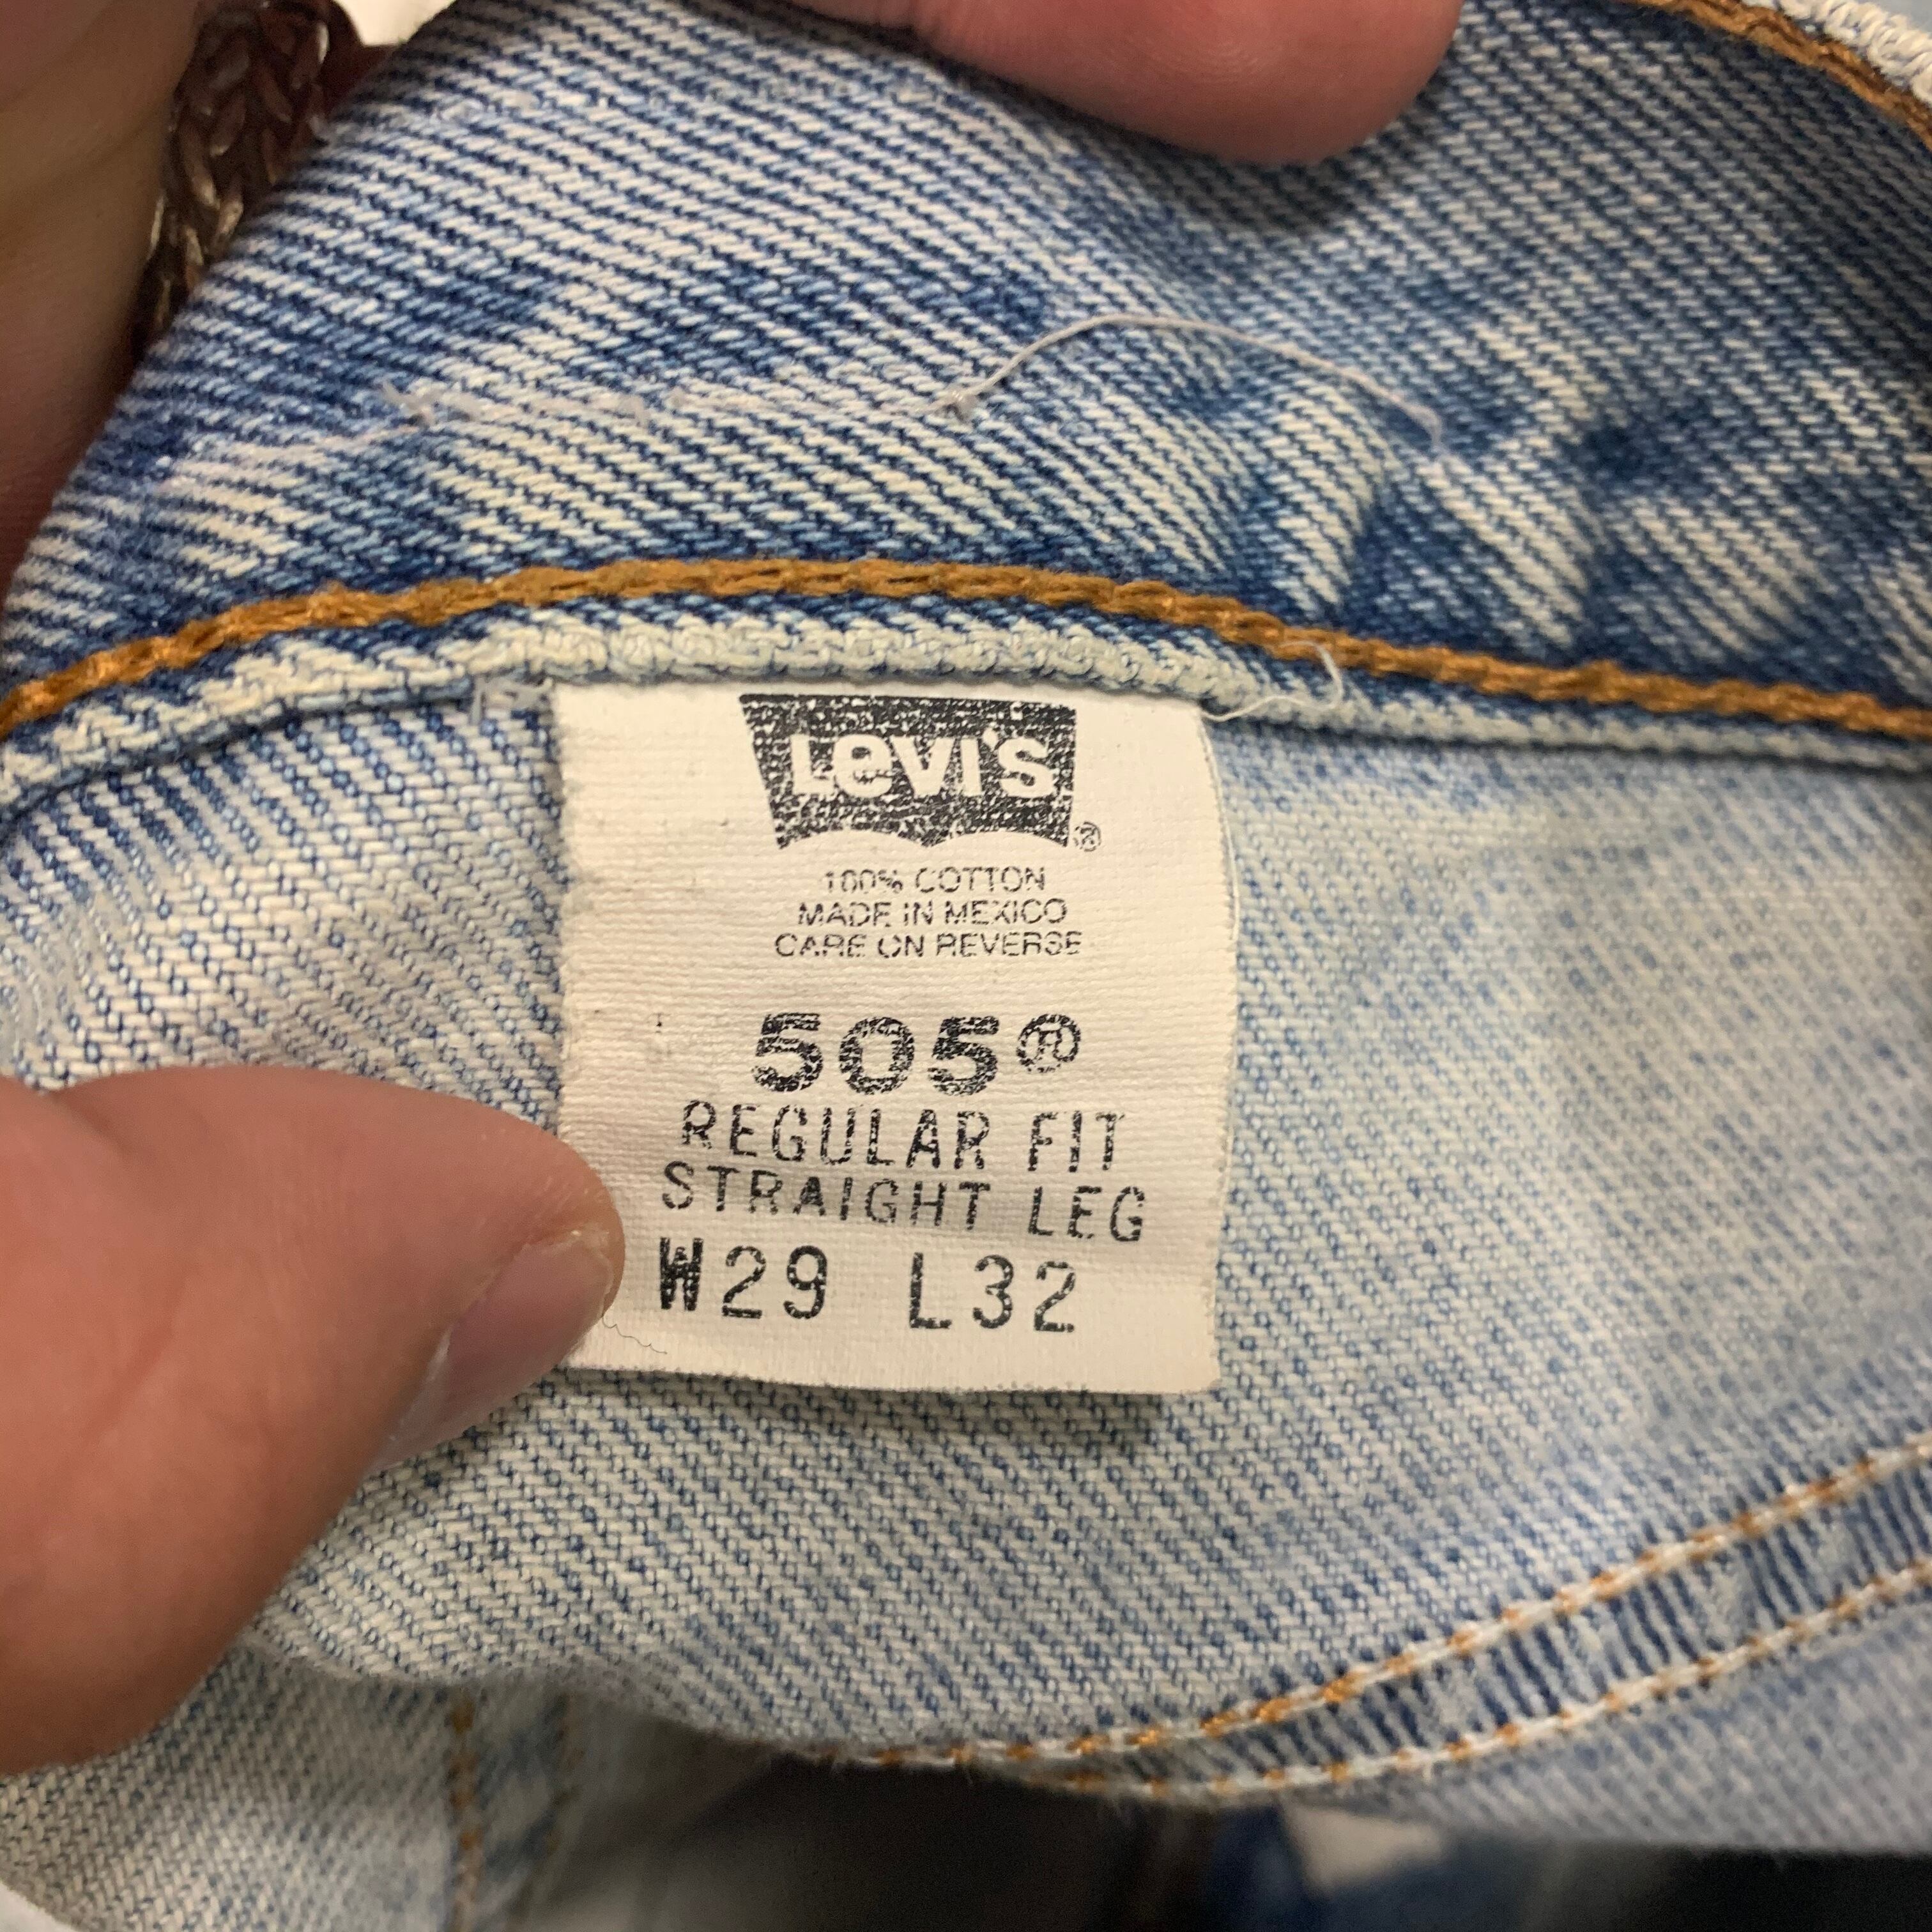 Levi's ®
100% COTTON
MADE IN MEXICO
CARE ON REVERSE
505®
REGULAR FIT
STRAIGHT LEG
W29 L32